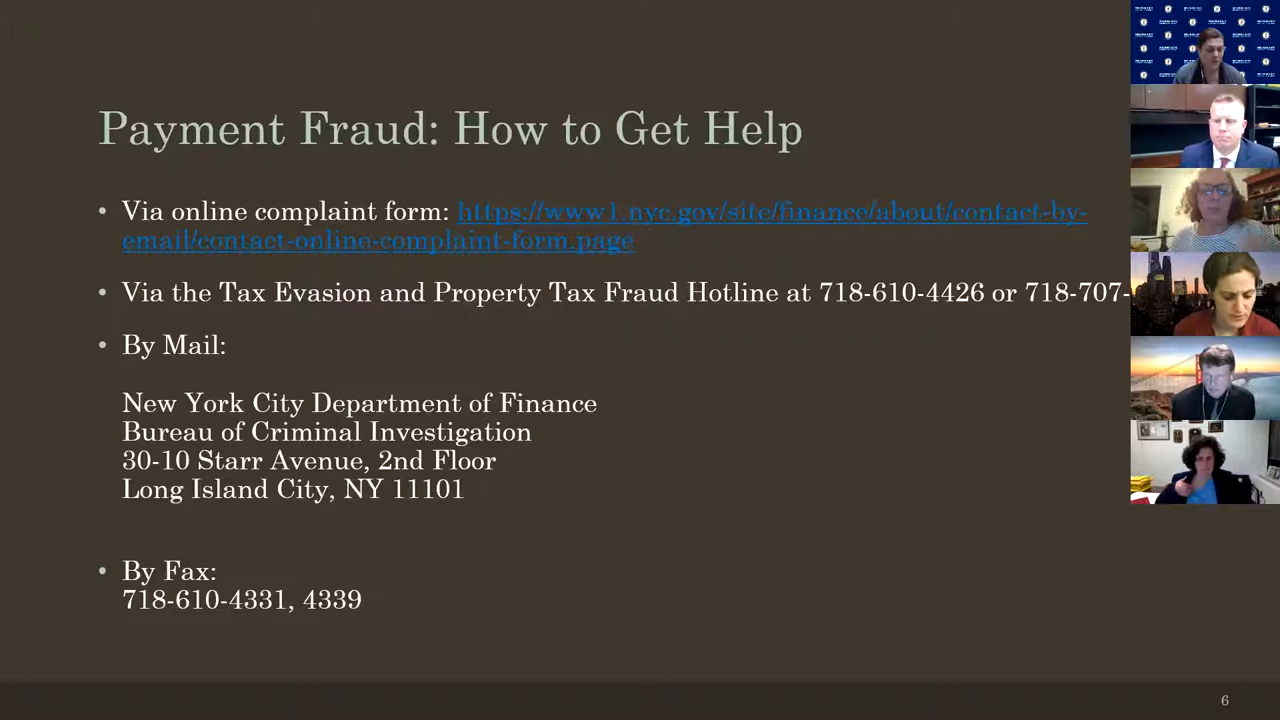 Payment Fraud: How to Get Help
• Via online complaint form: https://www1.nyc.gov/site/finance/about/contact-by-
email/contact-online-complaint-form.page
• Via the Tax Evasion and Property Tax Fraud Hotline at 718-610-4426 or 718-707-
• By Mail:
New York City Department of Finance
Bureau of Criminal Investigation
30-10 Starr Avenue, 2nd Floor
Long Island City, NY 11101
• By Fax:
718-610-4331, 4339
6